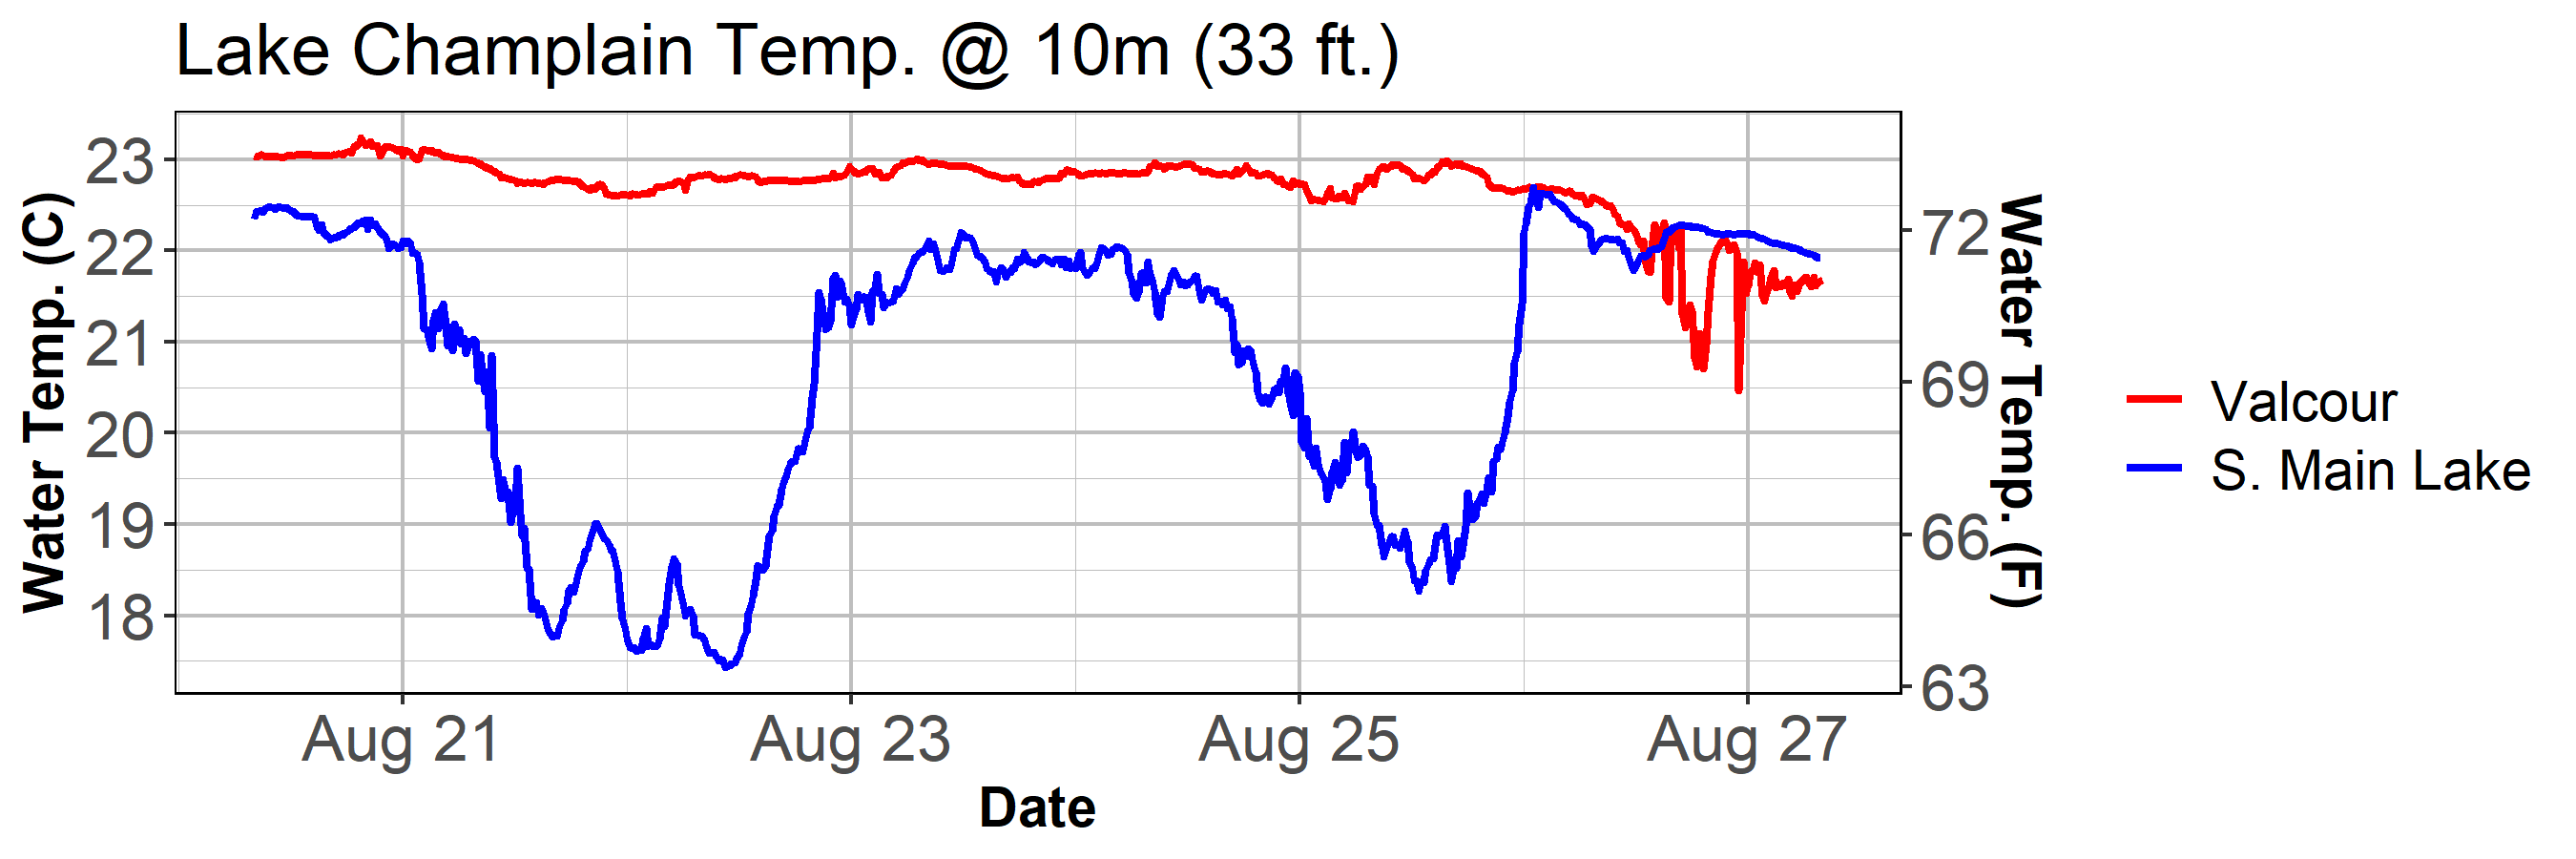 Lake Champlain Temp. @ 10m (33 ft.)
Water Temp. (C)
23
22
21
20
19
18
72
69
66
63
Water Temp. (F)
Aug 21
Aug 23
Aug 25
Aug 27
Date
Valcour
S. Main Lake